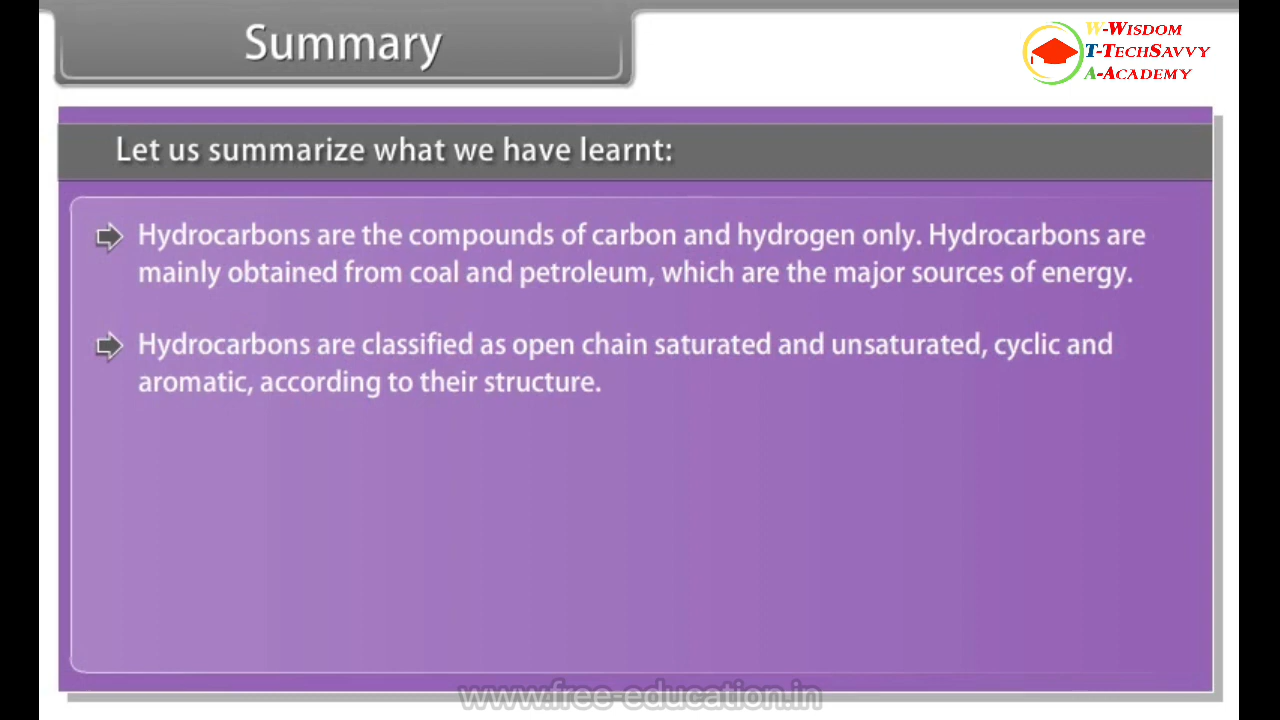 Summary
W-Wisdom
T-TechSavvy
A-Academy
Let us summarize what we have learnt:
Hydrocarbons are the compounds of carbon and hydrogen only. Hydrocarbons are
mainly obtained from coal and petroleum, which are the major sources of energy.
Hydrocarbons are classified as open chain saturated and unsaturated, cyclic and
aromatic, according to their structure.
www.free-education.in